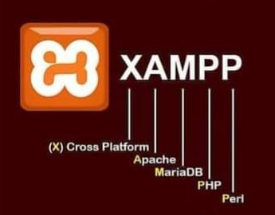 XAMPP
(X) Cross Platform
Apache
MariaDB
PHP
Perl